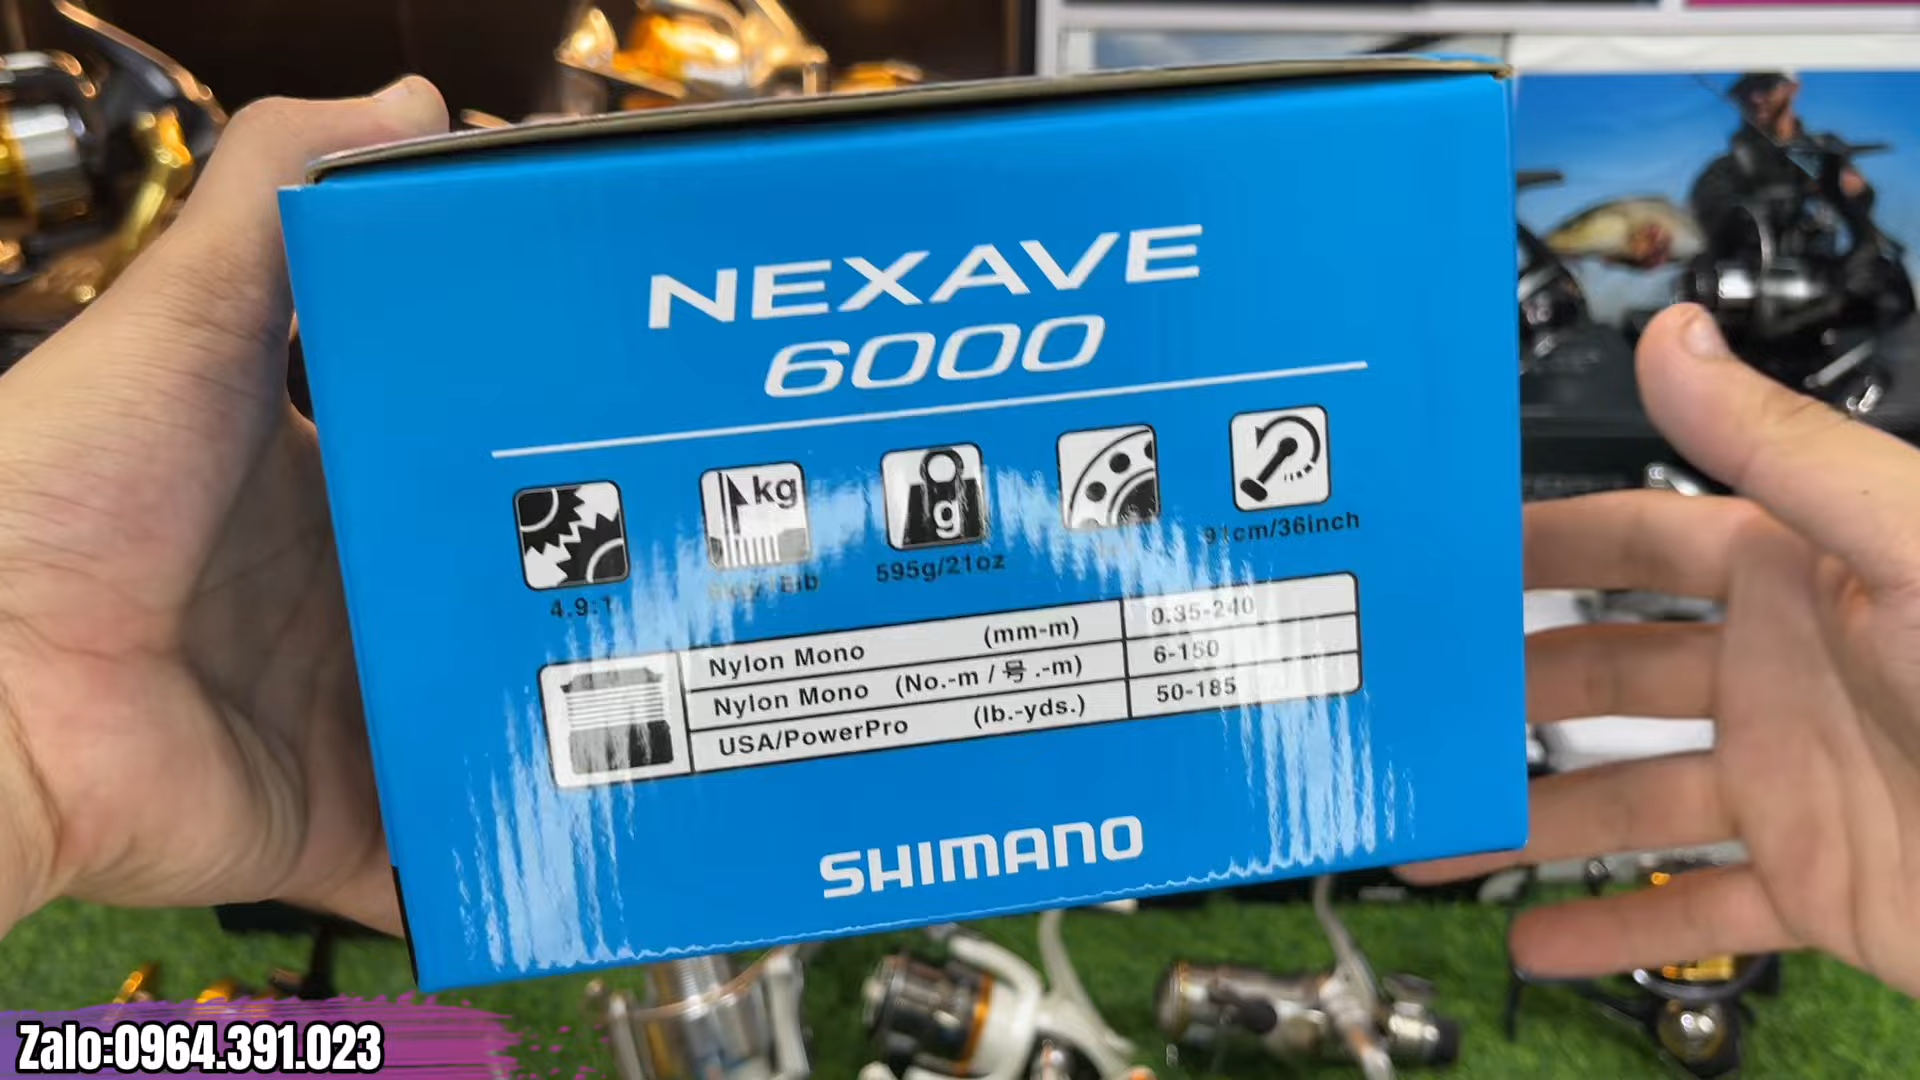 NEXAVE
6000
kg
g
4.9:1
595g/21oz
91cm/36inch
Nylon Mono (mm-m) 0.35-240
Nylon Mono (No.-m / 号.-m) 6-150
USA/PowerPro (lb.-yds.) 50-185
SHIMANO
Zalo:0964.391.023